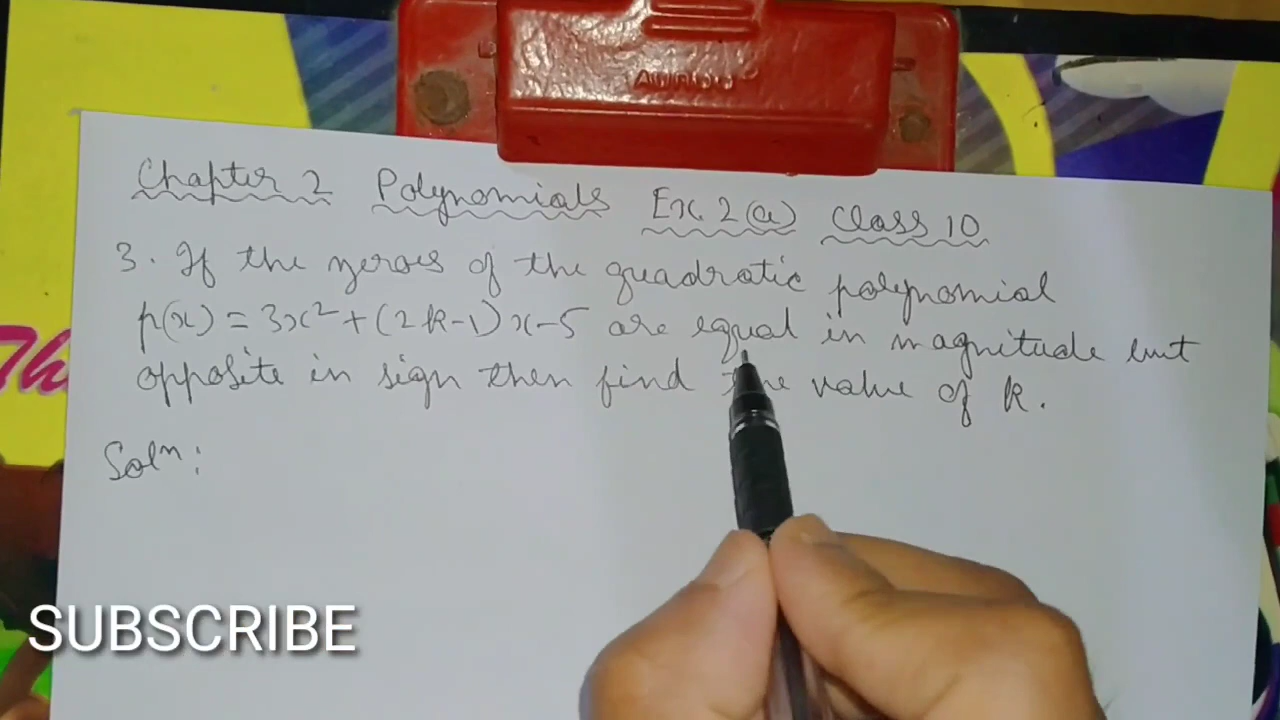 Chapter 2 Polynomials Ex. 2(a) Class 10
3. If the zeroes of the quadratic polynomial
p(x) = 3x² + (2k-1)x-5 are equal in magnitude but
opposite in sign then find the value of k.
Solⁿ:
SUBSCRIBE
Th